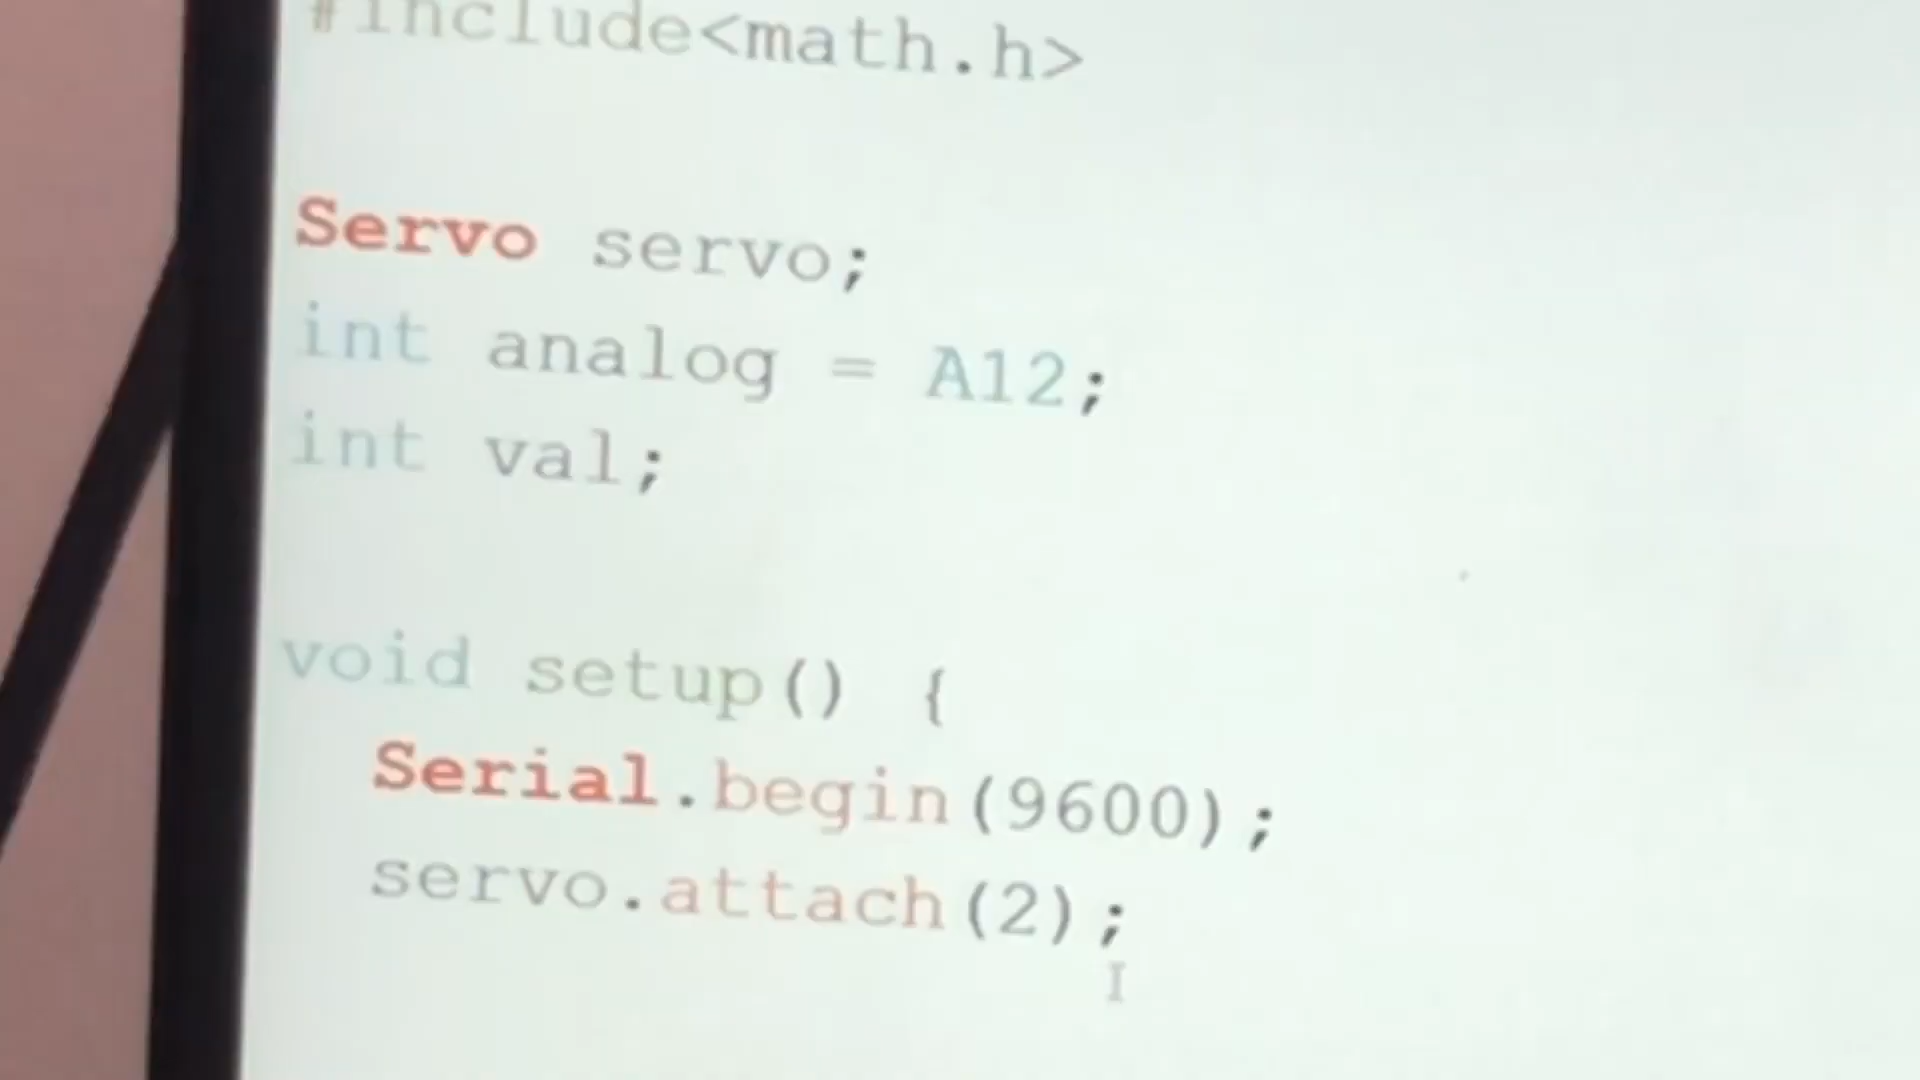 #include<math.h>
Servo servo;
int analog = A12;
int val;
void setup() {
Serial.begin(9600);
servo.attach(2);